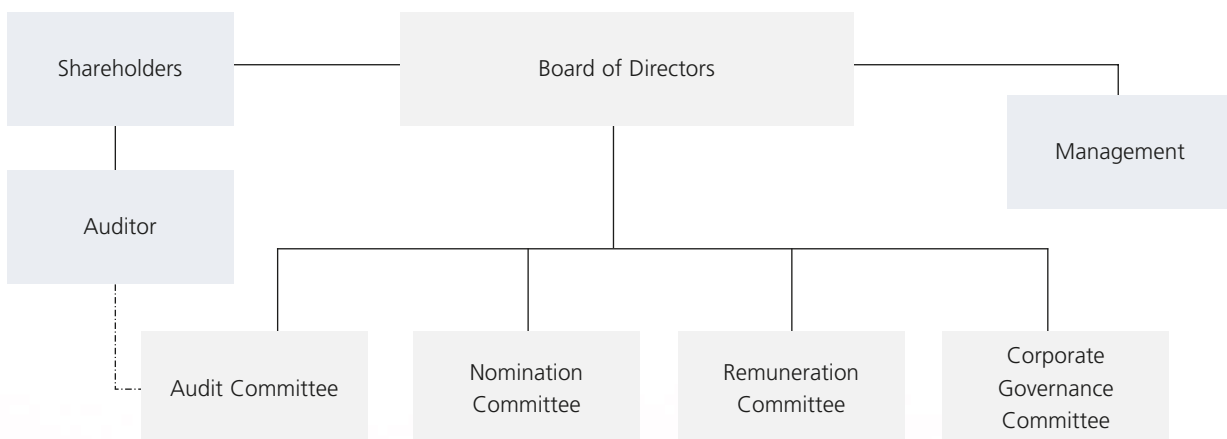 Shareholders
Board of Directors
Management
Auditor
Audit Committee
Nomination
Committee
Remuneration
Committee
Corporate
Governance
Committee